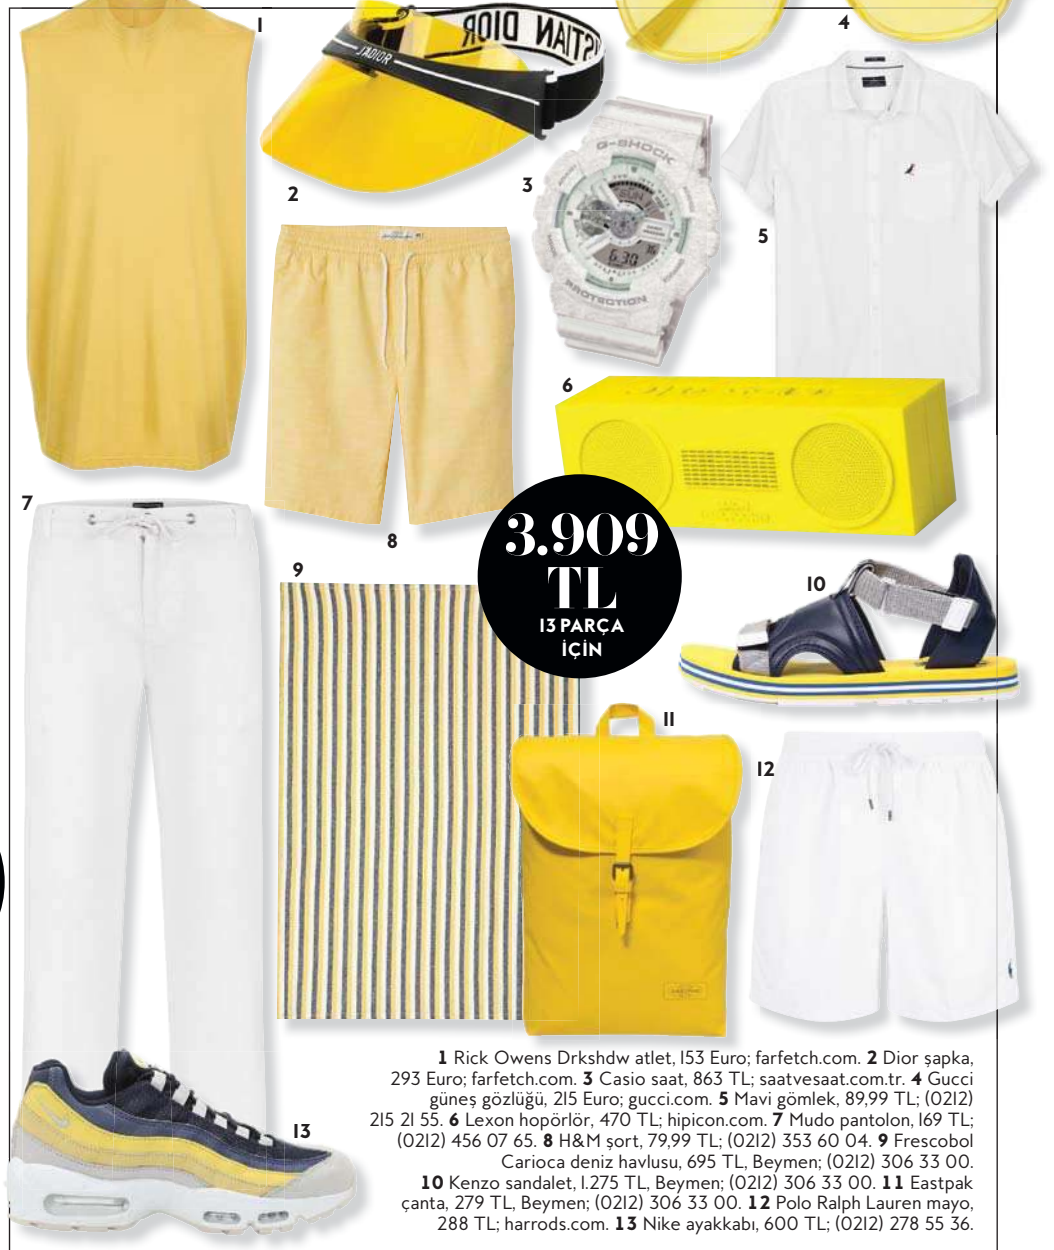 1
STIAN DIOR
J'ADIOR
2
3
G-SHOCK
SUN
6:30
PROTECTION
4
5
6
7
8
9
3.909
TL
13 PARÇA
İÇİN
10
11
12
13
1 Rick Owens Drkshdw atlet, 153 Euro; farfetch.com. 2 Dior şapka,
293 Euro; farfetch.com. 3 Casio saat, 863 TL; saatvesaat.com.tr. 4 Gucci
güneş gözlüğü, 215 Euro; gucci.com. 5 Mavi gömlek, 89,99 TL; (0212)
215 21 55. 6 Lexon hopörlör, 470 TL; hipicon.com. 7 Mudo pantolon, 169 TL;
(0212) 456 07 65. 8 H&M şort, 79,99 TL; (0212) 353 60 04. 9 Frescobol
Carioca deniz havlusu, 695 TL, Beymen; (0212) 306 33 00.
10 Kenzo sandalet, 1.275 TL, Beymen; (0212) 306 33 00. 11 Eastpak
çanta, 279 TL, Beymen; (0212) 306 33 00. 12 Polo Ralph Lauren mayo,
288 TL; harrods.com. 13 Nike ayakkabı, 600 TL; (0212) 278 55 36.